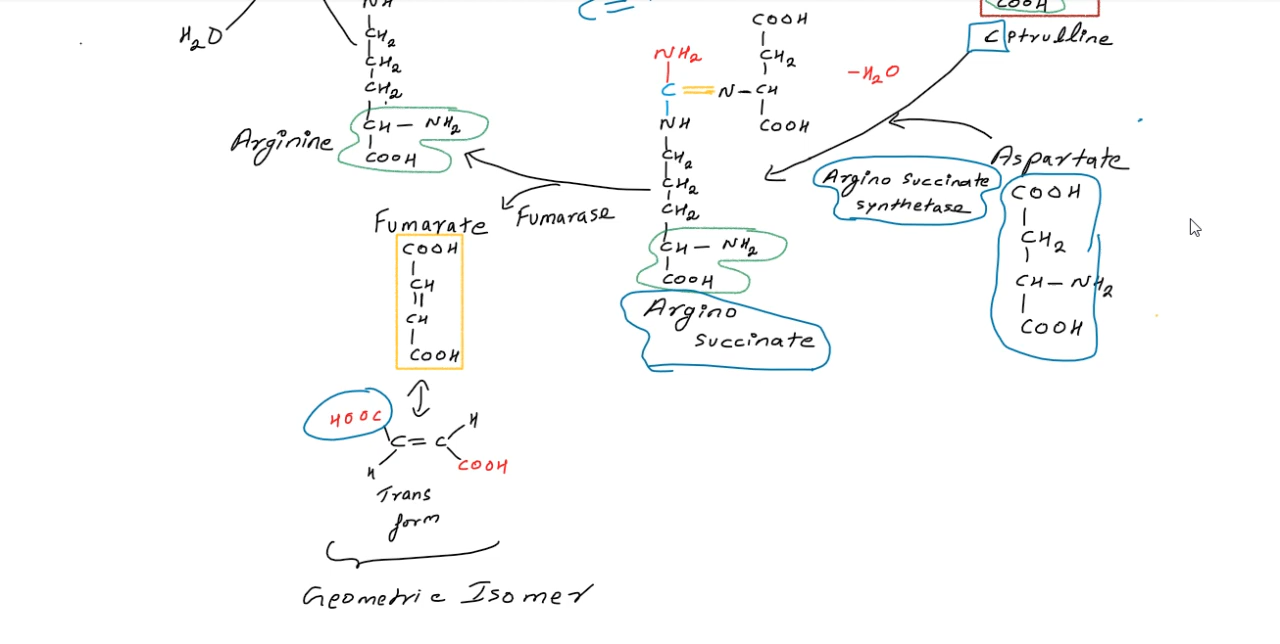 NH
H2O
CH2
CH2
CH2
CH — NH2
COOH
Arginine
COOH
CH2
NH2
C = N — CH
COOH
NH
CH2
CH2
CH2
CH — NH2
COOH
Argino
Succinate
COOH
Citrulline
-H2O
Argino Succinate
synthetase
Aspartate
COOH
CH2
CH — NH2
COOH
Fumarase
Fumarate
COOH
CH
CH
COOH
HOOC
H
C = C
H
COOH
Trans
form
Geometric Isomer